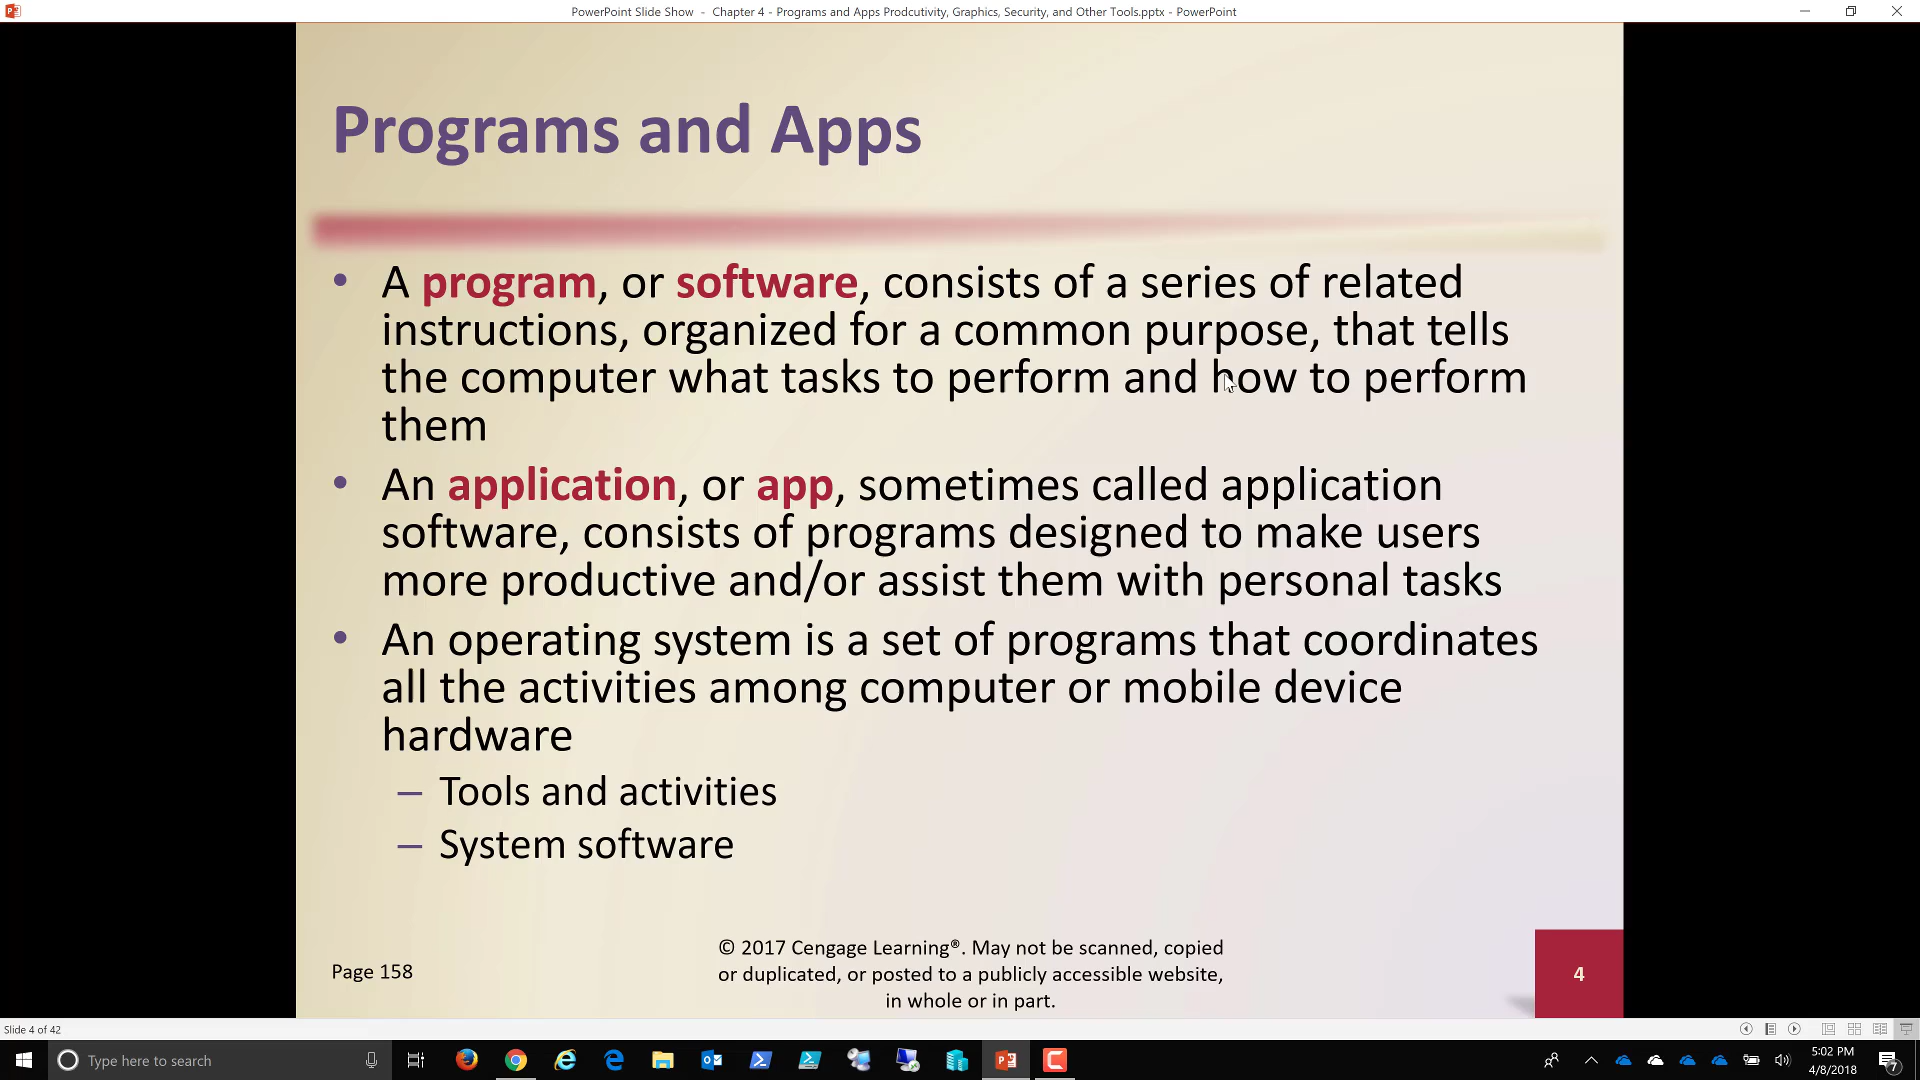 PowerPoint Slide Show - Chapter 4 - Programs and Apps Prodcutivity, Graphics, Security, and Other Tools.pptx - PowerPoint
Programs and Apps
• A program, or software, consists of a series of related
instructions, organized for a common purpose, that tells
the computer what tasks to perform and how to perform
them
• An application, or app, sometimes called application
software, consists of programs designed to make users
more productive and/or assist them with personal tasks
• An operating system is a set of programs that coordinates
all the activities among computer or mobile device
hardware
– Tools and activities
– System software
Page 158
© 2017 Cengage Learning®. May not be scanned, copied
or duplicated, or posted to a publicly accessible website,
in whole or in part.
4
Slide 4 of 42
Type here to search
5:02 PM
4/8/2018
7